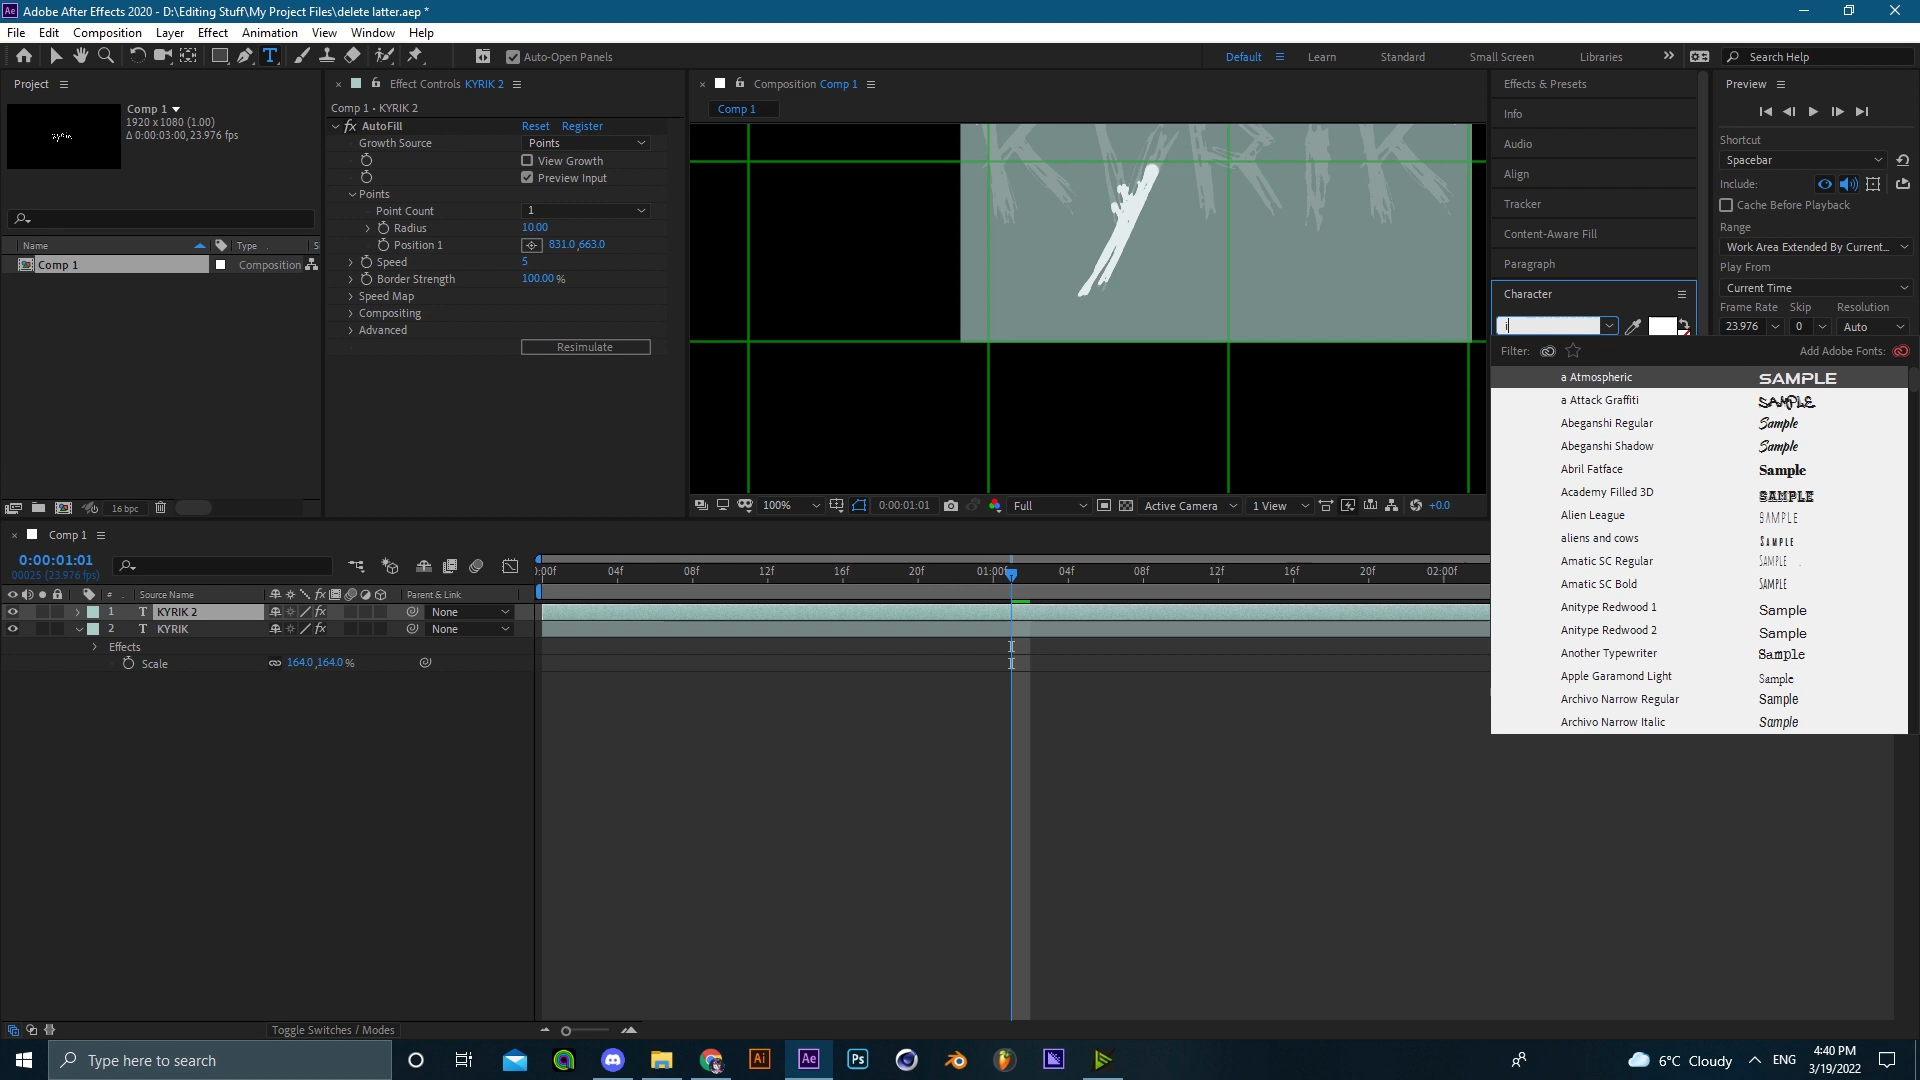 Adobe After Effects 2020 - D:\Editing Stuff\My Project Files\delete latter.aep *
File Edit Composition Layer Effect Animation View Window Help
Auto-Open Panels
Default Learn Standard Small Screen Libraries Search Help
Project
Comp 1
1920 x 1080 (1.00)
Δ 0:00:03:00, 23.976 fps
Name Type S
Comp 1 Composition
16 bpc
Effect Controls KYRIK 2
Comp 1 • KYRIK 2
fx AutoFill Reset Register
Growth Source Points
View Growth
Preview Input
Points
Point Count 1
Radius 10.00
Position 1 831.0,663.0
Speed 5
Border Strength 100.00 %
Speed Map
Compositing
Advanced
Resimulate
Composition Comp 1
Comp 1
KYRIK
y
100% 0:00:01:01 Full Active Camera 1 View +0.0
Effects & Presets
Info
Audio
Align
Tracker
Content-Aware Fill
Paragraph
Character
i
Preview
Shortcut
Spacebar
Include:
Cache Before Playback
Range
Work Area Extended By Current...
Play From
Current Time
Frame Rate Skip Resolution
23.976 0 Auto
Filter: Add Adobe Fonts:
a Atmospheric SAMPLE
a Attack Graffiti SAMPLE
Abeganshi Regular Sample
Abeganshi Shadow Sample
Abril Fatface Sample
Academy Filled 3D SAMPLE
Alien League SAMPLE
aliens and cows SAMPLE
Amatic SC Regular SAMPLE
Amatic SC Bold SAMPLE
Anitype Redwood 1 Sample
Anitype Redwood 2 Sample
Another Typewriter Sample
Apple Garamond Light Sample
Archivo Narrow Regular Sample
Archivo Narrow Italic Sample
Comp 1
0:00:01:01
00025 (23.976 fps)
:00f 04f 08f 12f 16f 20f 01:00f 04f 08f 12f 16f 20f 02:00f
# Source Name fx Parent & Link
1 T KYRIK 2 fx None
2 T KYRIK fx None
Effects
Scale 164.0,164.0 %
Toggle Switches / Modes
Type here to search
Ai Ae Ps
6°C Cloudy ENG
4:40 PM
3/19/2022